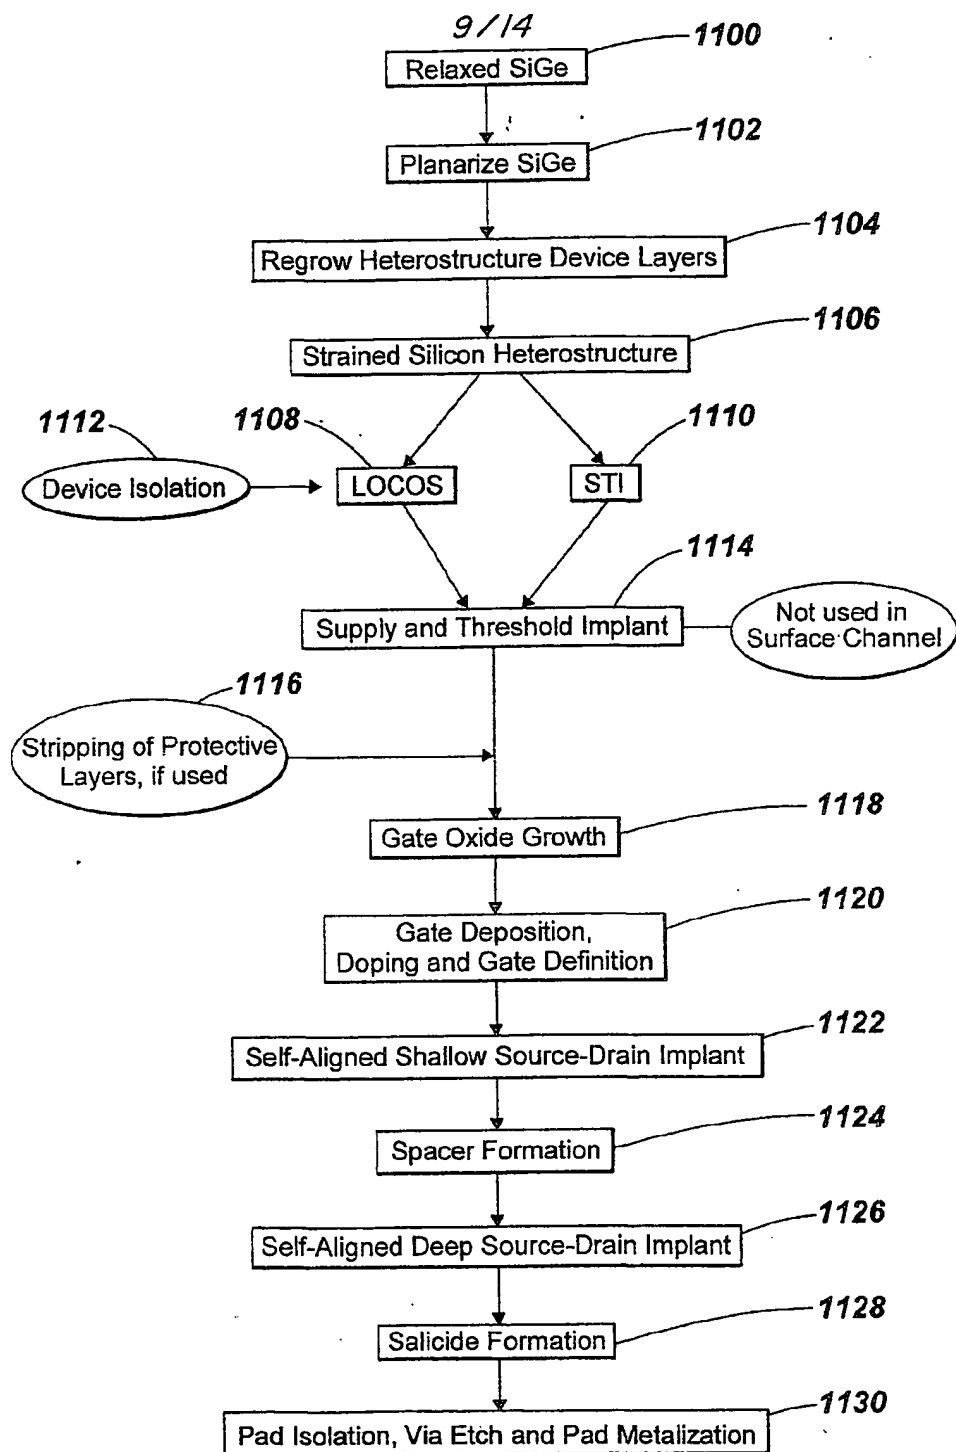 9/14
1100
Relaxed SiGe
1102
Planarize SiGe
1104
Regrow Heterostructure Device Layers
1106
Strained Silicon Heterostructure
1112
1108
1110
Device Isolation
LOCOS
STI
1114
Supply and Threshold Implant
Not used in
Surface Channel
1116
Stripping of Protective
Layers, if used
1118
Gate Oxide Growth
1120
Gate Deposition,
Doping and Gate Definition
1122
Self-Aligned Shallow Source-Drain Implant
1124
Spacer Formation
1126
Self-Aligned Deep Source-Drain Implant
1128
Salicide Formation
1130
Pad Isolation, Via Etch and Pad Metalization